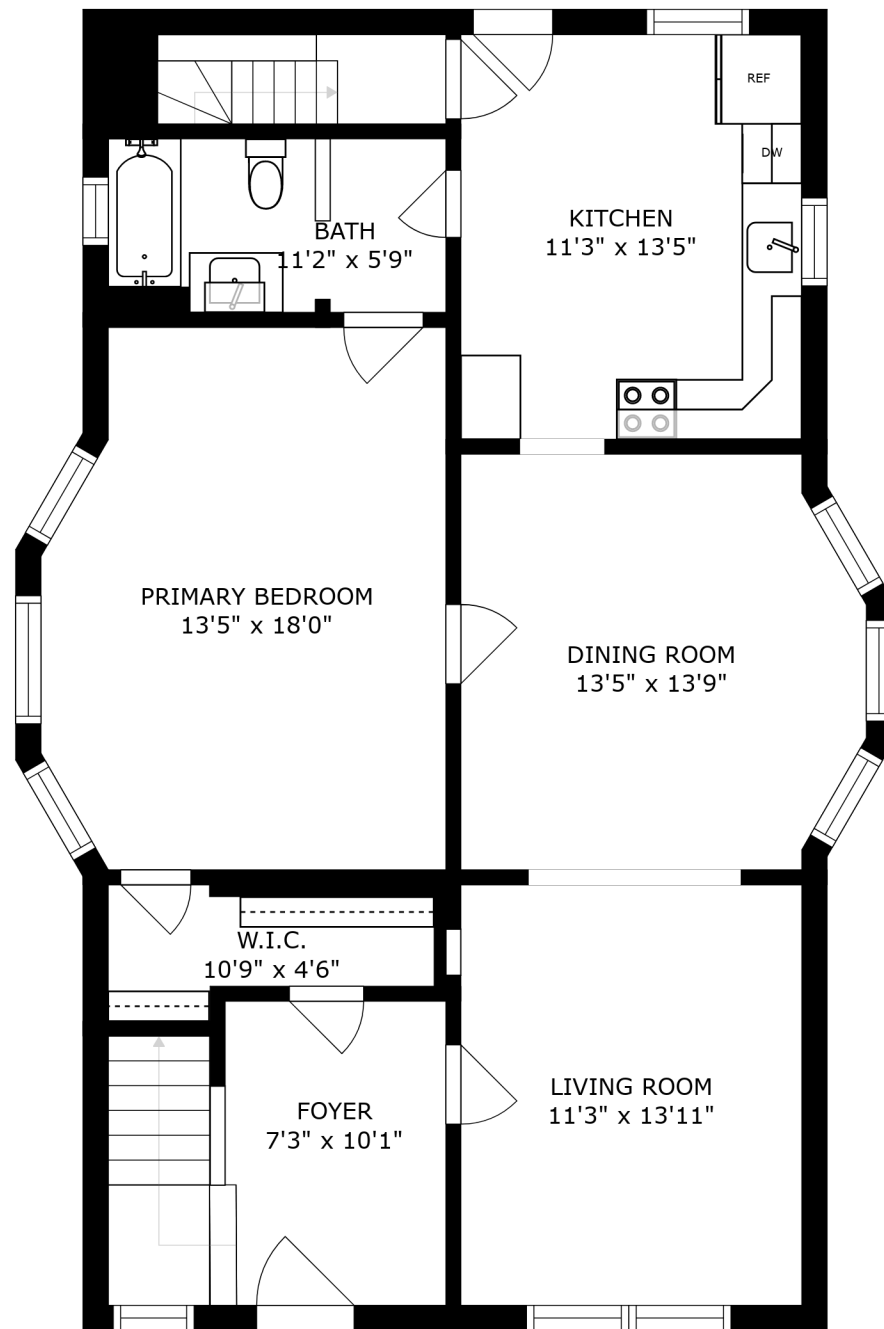 REF
DW
KITCHEN
11'3" x 13'5"
BATH
11'2" x 5'9"
PRIMARY BEDROOM
13'5" x 18'0"
DINING ROOM
13'5" x 13'9"
W.I.C.
10'9" x 4'6"
FOYER
7'3" x 10'1"
LIVING ROOM
11'3" x 13'11"